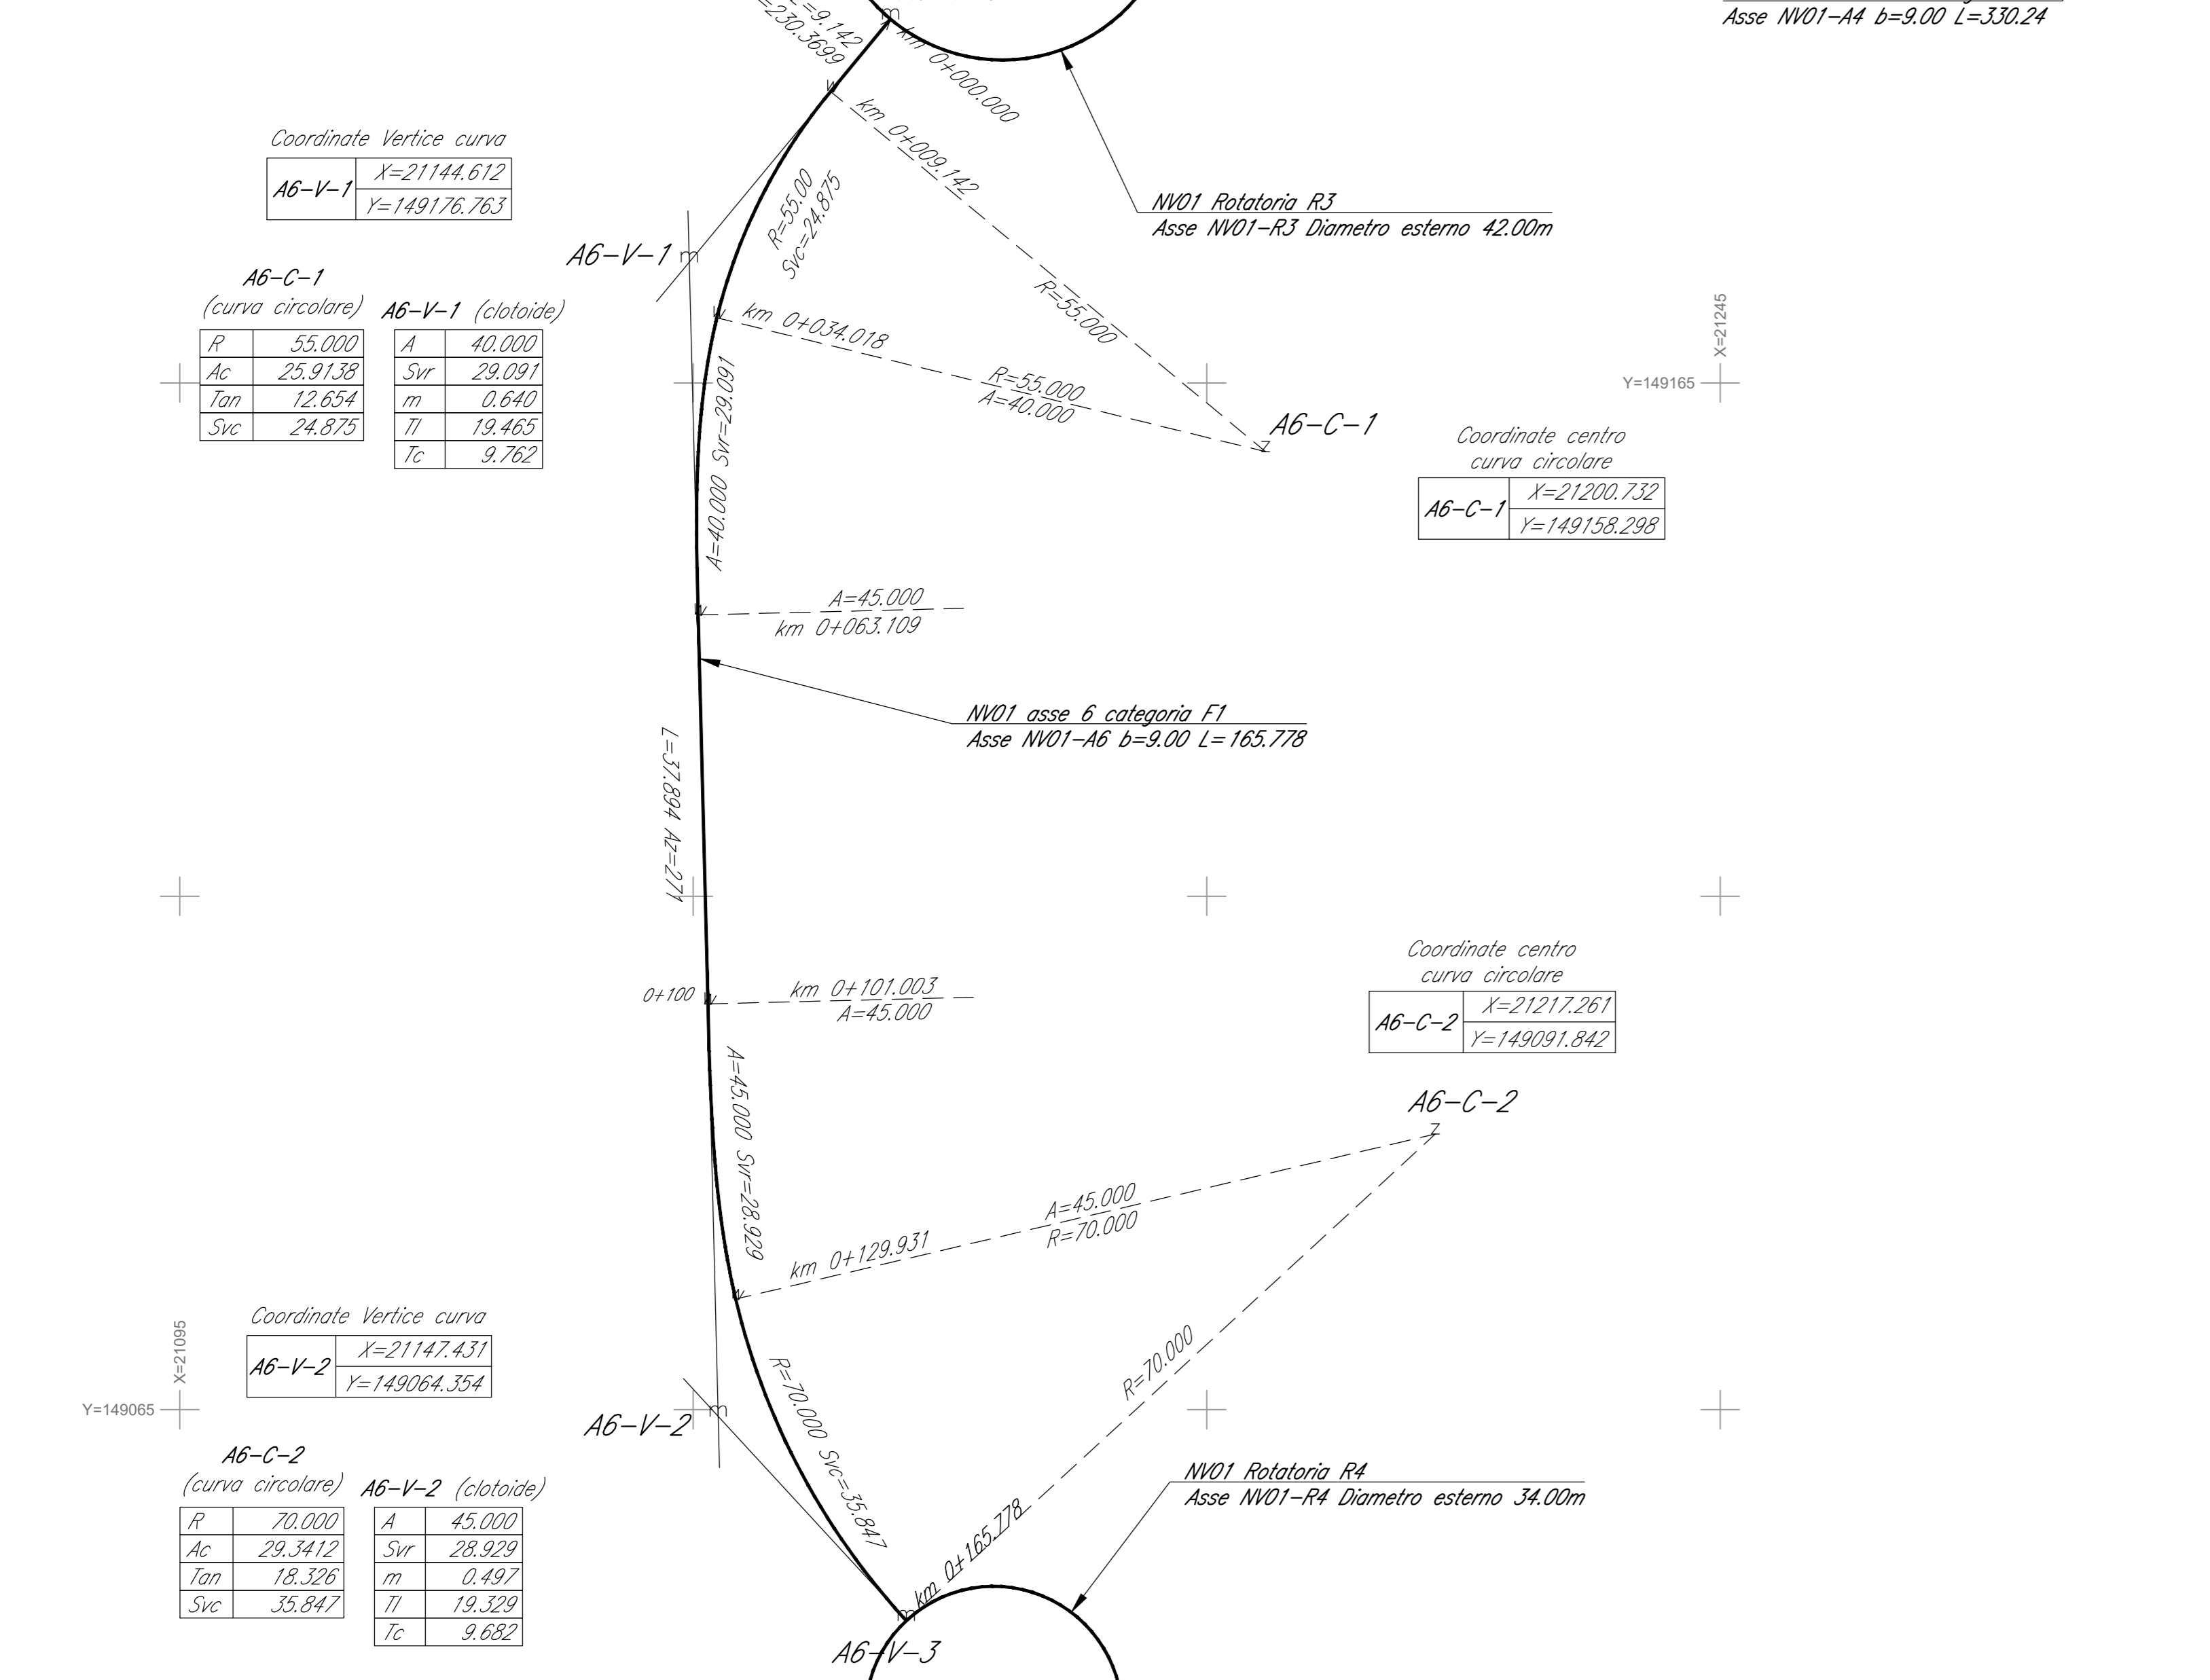 Asse NV01-A4 b=9.00 L=330.24
=9.142
=230.3699
km 0+000.000
km 0+009.142
Coordinate Vertice curva
A6-V-1
X=21144.612
Y=149176.763
R=55.00
Svc=24.875
NV01 Rotatoria R3
Asse NV01-R3 Diametro esterno 42.00m
A6-V-1
A6-C-1
(curva circolare)
A6-V-1 (clotoide)
R 55.000
Ac 25.9138
Tan 12.654
Svc 24.875
A 40.000
Svr 29.091
m 0.640
Tl 19.465
Tc 9.762
km 0+034.018
R=55.000
R=55.000
A=40.000
X=21245
Y=149165
A6-C-1
Coordinate centro
curva circolare
A6-C-1
X=21200.732
Y=149158.298
A=40.000 Svr=29.091
A=45.000
km 0+063.109
NV01 asse 6 categoria F1
Asse NV01-A6 b=9.00 L=165.778
L=37.894 Az=271
0+100
km 0+101.003
A=45.000
Coordinate centro
curva circolare
A6-C-2
X=21217.261
Y=149091.842
A6-C-2
A=45.000 Svr=28.929
A=45.000
R=70.000
km 0+129.931
Coordinate Vertice curva
A6-V-2
X=21147.431
Y=149064.354
X=21095
Y=149065
R=70.000
R=70.000 Svc=35.847
A6-V-2
A6-C-2
(curva circolare)
A6-V-2 (clotoide)
R 70.000
Ac 29.3412
Tan 18.326
Svc 35.847
A 45.000
Svr 28.929
m 0.497
Tl 19.329
Tc 9.682
NV01 Rotatoria R4
Asse NV01-R4 Diametro esterno 34.00m
km 0+165.778
A6-V-3